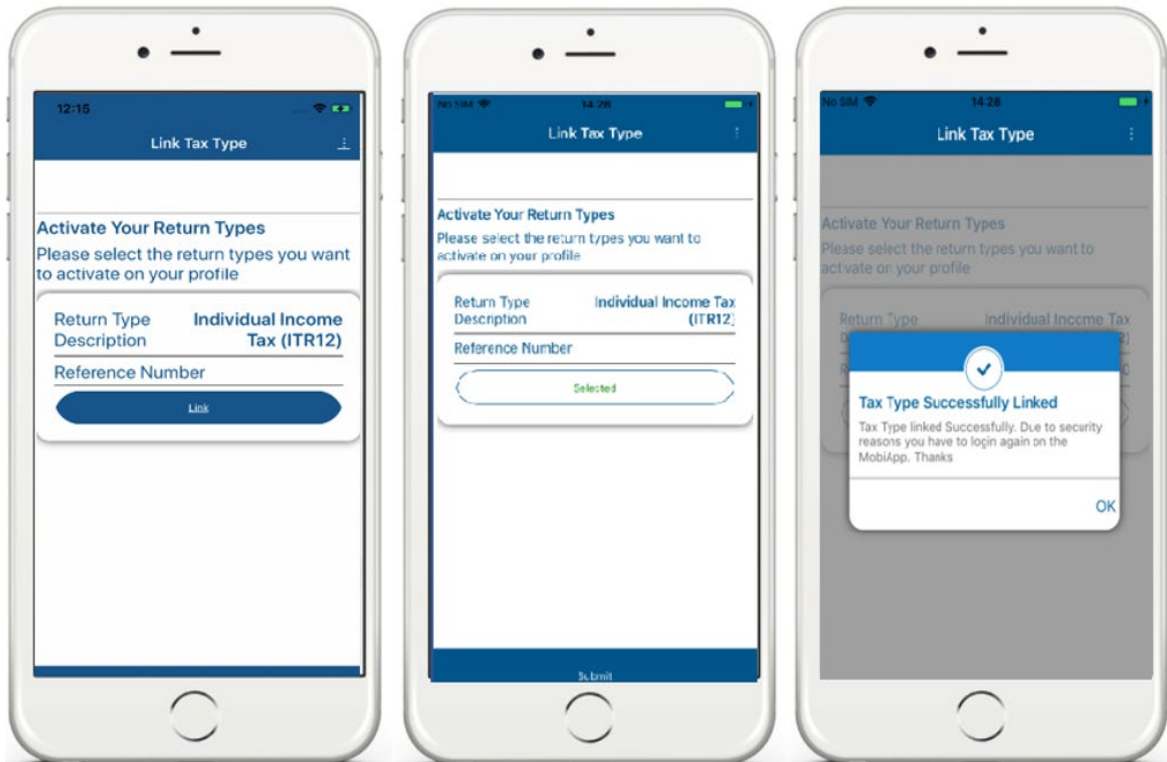 12:15
Link Tax Type
Activate Your Return Types
Please select the return types you want
to activate on your profile
Return Type Individual Income
Description Tax (ITR12)
Reference Number
Link
No SIM 14:28
Link Tax Type
Activate Your Return Types
Please select the return types you want to
activate on your profile
Return Type Individual Income Tax
Description (ITR12)
Reference Number
Selected
Submit
No SIM 14:28
Link Tax Type
Activate Your Return Types
Please select the return types you want to
activate on your profile
Return Type Individual Income Tax
Tax Type Successfully Linked
Tax Type linked Successfully. Due to security
reasons you have to login again on the
MobiApp. Thanks
OK